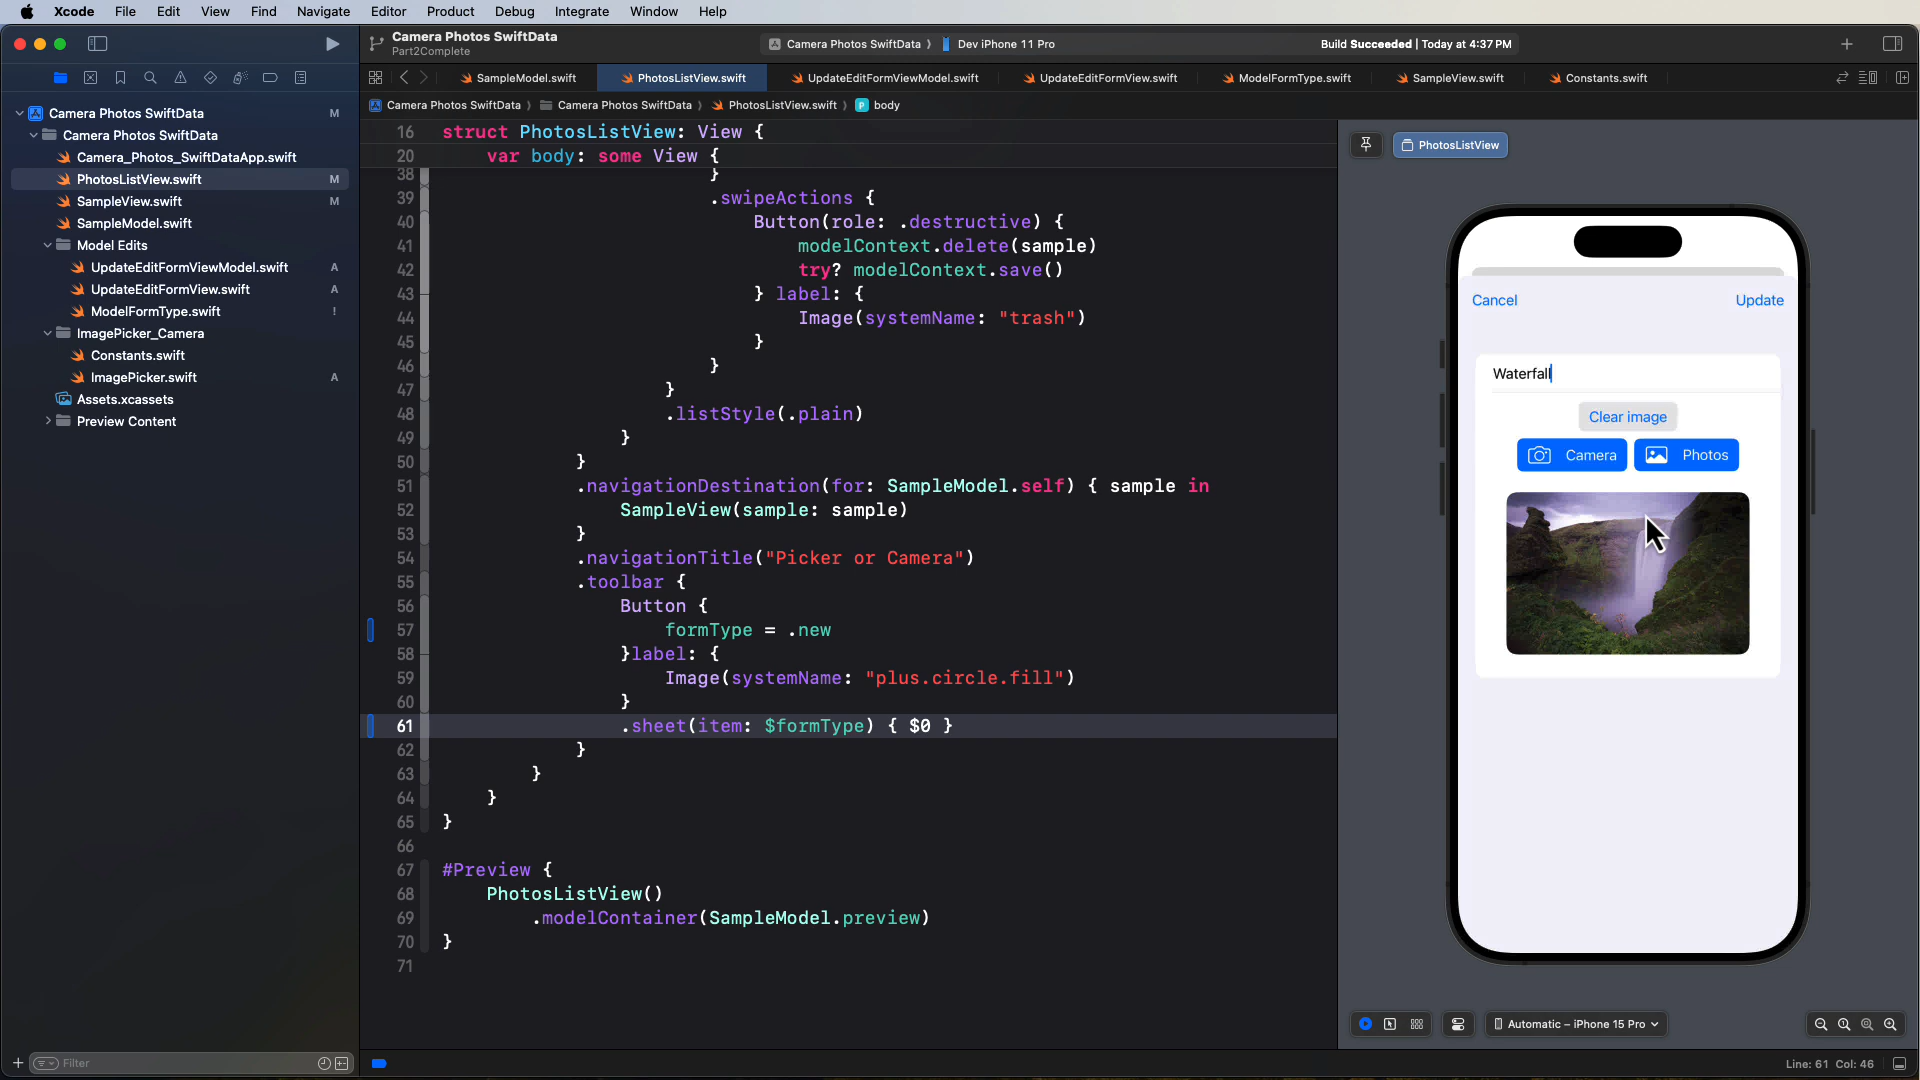 Xcode File Edit View Find Navigate Editor Product Debug Integrate Window Help
Camera Photos SwiftData
Part2Complete
Camera Photos SwiftData 〉 Dev iPhone 11 Pro
Build Succeeded | Today at 4:37 PM
SampleModel.swift PhotosListView.swift UpdateEditFormViewModel.swift UpdateEditFormView.swift ModelFormType.swift SampleView.swift Constants.swift
Camera Photos SwiftData 〉 Camera Photos SwiftData 〉 PhotosListView.swift 〉 P body
Camera Photos SwiftData M
Camera Photos SwiftData
Camera_Photos_SwiftDataApp.swift
PhotosListView.swift M
SampleView.swift M
SampleModel.swift
Model Edits
UpdateEditFormViewModel.swift A
UpdateEditFormView.swift A
ModelFormType.swift !
ImagePicker_Camera
Constants.swift
ImagePicker.swift A
Assets.xcassets
Preview Content
Filter
16 struct PhotosListView: View {
20 var body: some View {
38 }
39 .swipeActions {
40 Button(role: .destructive) {
41 modelContext.delete(sample)
42 try? modelContext.save()
43 } label: {
44 Image(systemName: "trash")
45 }
46 }
47 }
48 .listStyle(.plain)
49 }
50 }
51 .navigationDestination(for: SampleModel.self) { sample in
52 SampleView(sample: sample)
53 }
54 .navigationTitle("Picker or Camera")
55 .toolbar {
56 Button {
57 formType = .new
58 }label: {
59 Image(systemName: "plus.circle.fill")
60 }
61 .sheet(item: $formType) { $0 }
62 }
63 }
64 }
65 }
66
67 #Preview {
68 PhotosListView()
69 .modelContainer(SampleModel.preview)
70 }
71
PhotosListView
Cancel Update
Waterfall
Clear image
Camera Photos
Automatic – iPhone 15 Pro
Line: 61 Col: 46